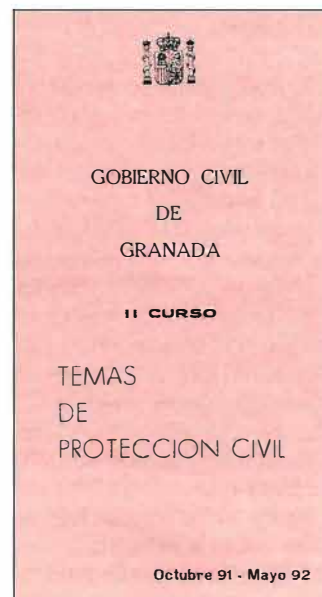 GOBIERNO CIVIL
DE
GRANADA
II CURSO
TEMAS
DE
PROTECCION CIVIL
Octubre 91 - Mayo 92